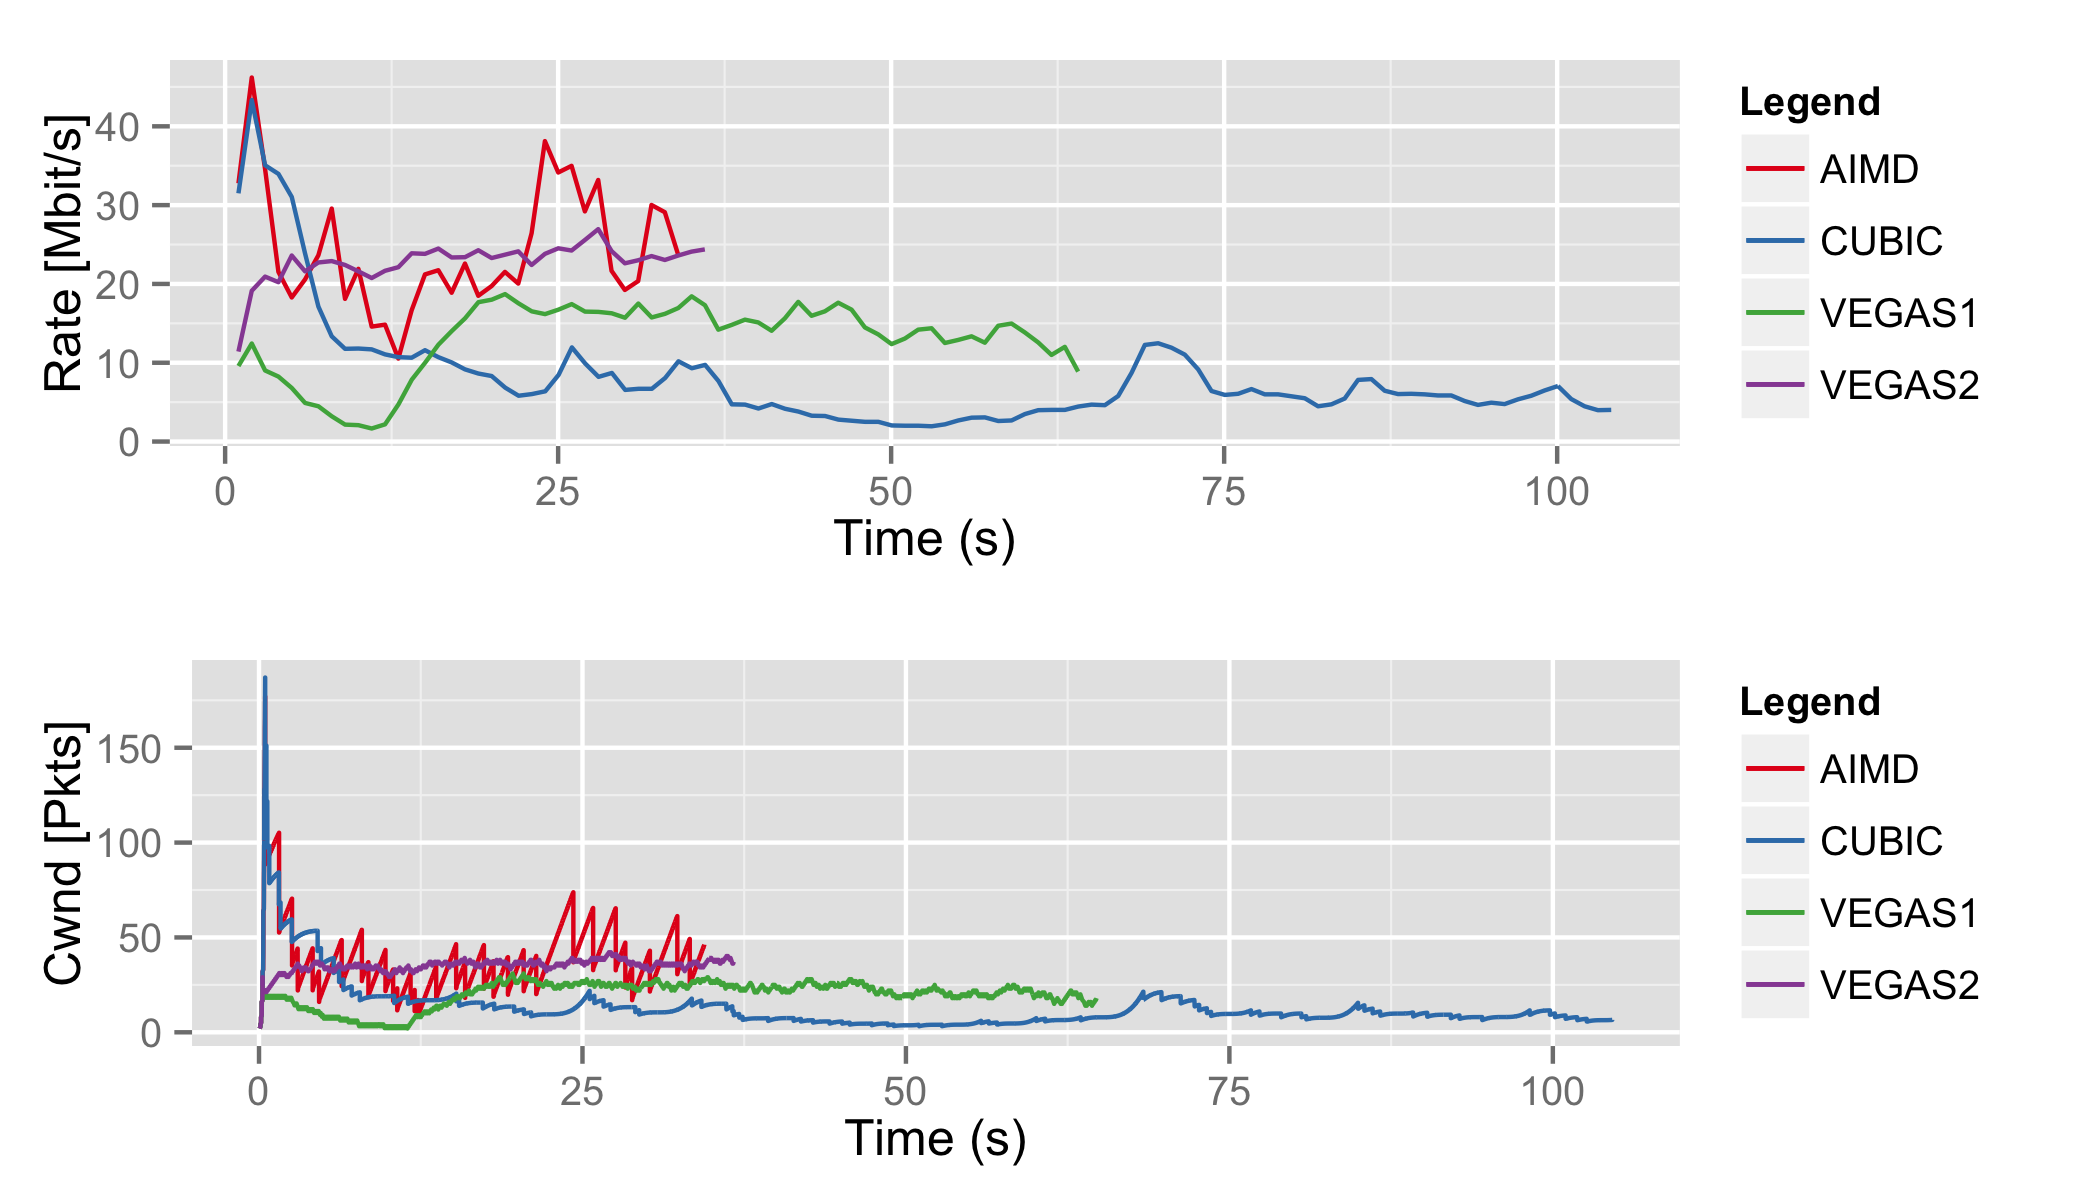 Rate [Mbit/s]
40
30
20
10
0
0 25 50 75 100
Time (s)
Legend
AIMD
CUBIC
VEGAS1
VEGAS2
Cwnd [Pkts]
150
100
50
0
0 25 50 75 100
Time (s)
Legend
AIMD
CUBIC
VEGAS1
VEGAS2